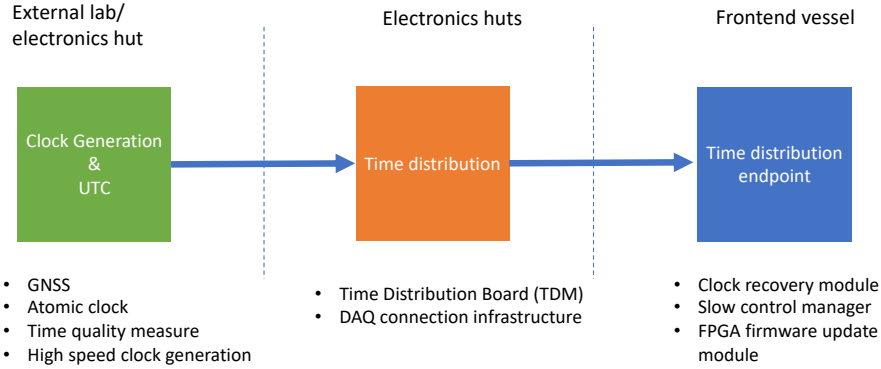 External lab/
electronics hut
Electronics huts
Frontend vessel
Clock Generation
&
UTC
Time distribution
Time distribution
endpoint
• GNSS
• Atomic clock
• Time quality measure
• High speed clock generation
• Time Distribution Board (TDM)
• DAQ connection infrastructure
• Clock recovery module
• Slow control manager
• FPGA firmware update
module